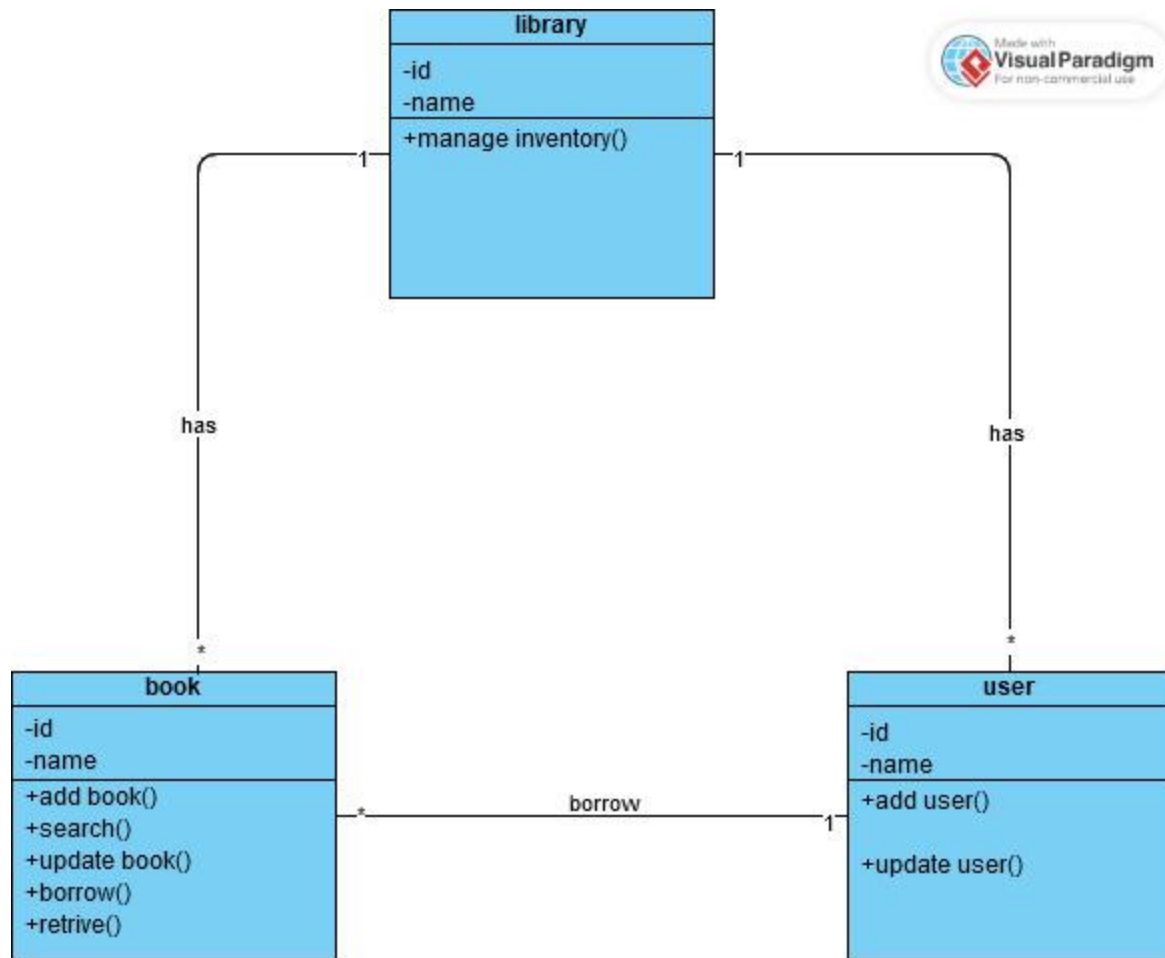 library
-id
-name
+manage inventory()
Made with
Visual Paradigm
For non-commercial use
1
1
has
has
*
*
book
-id
-name
+add book()
+search()
+update book()
+borrow()
+retrive()
*
borrow
1
user
-id
-name
+add user()
+update user()